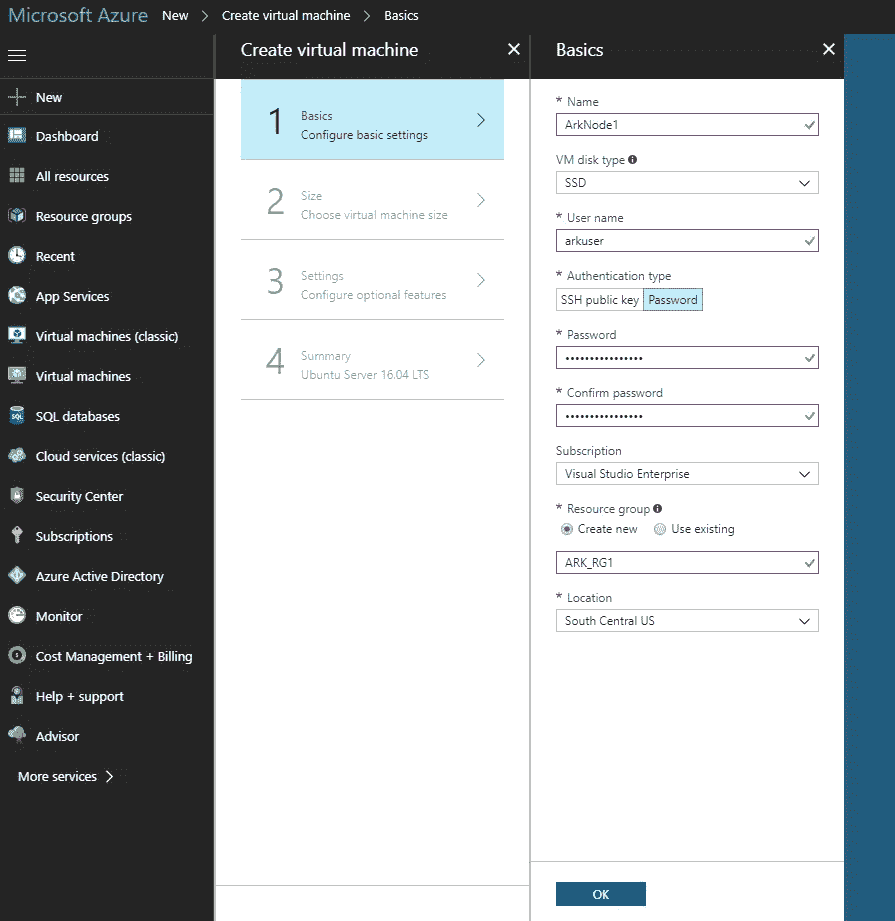 Microsoft Azure New > Create virtual machine > Basics
New
Dashboard
All resources
Resource groups
Recent
App Services
Virtual machines (classic)
Virtual machines
SQL databases
Cloud services (classic)
Security Center
Subscriptions
Azure Active Directory
Monitor
Cost Management + Billing
Help + support
Advisor
More services >
Create virtual machine
1 Basics
Configure basic settings
2 Size
Choose virtual machine size
3 Settings
Configure optional features
4 Summary
Ubuntu Server 16.04 LTS
Basics
* Name
ArkNode1
VM disk type
SSD
* User name
arkuser
* Authentication type
SSH public key Password
* Password
••••••••••••••••
* Confirm password
••••••••••••••••
Subscription
Visual Studio Enterprise
* Resource group
Create new Use existing
ARK_RG1
* Location
South Central US
OK